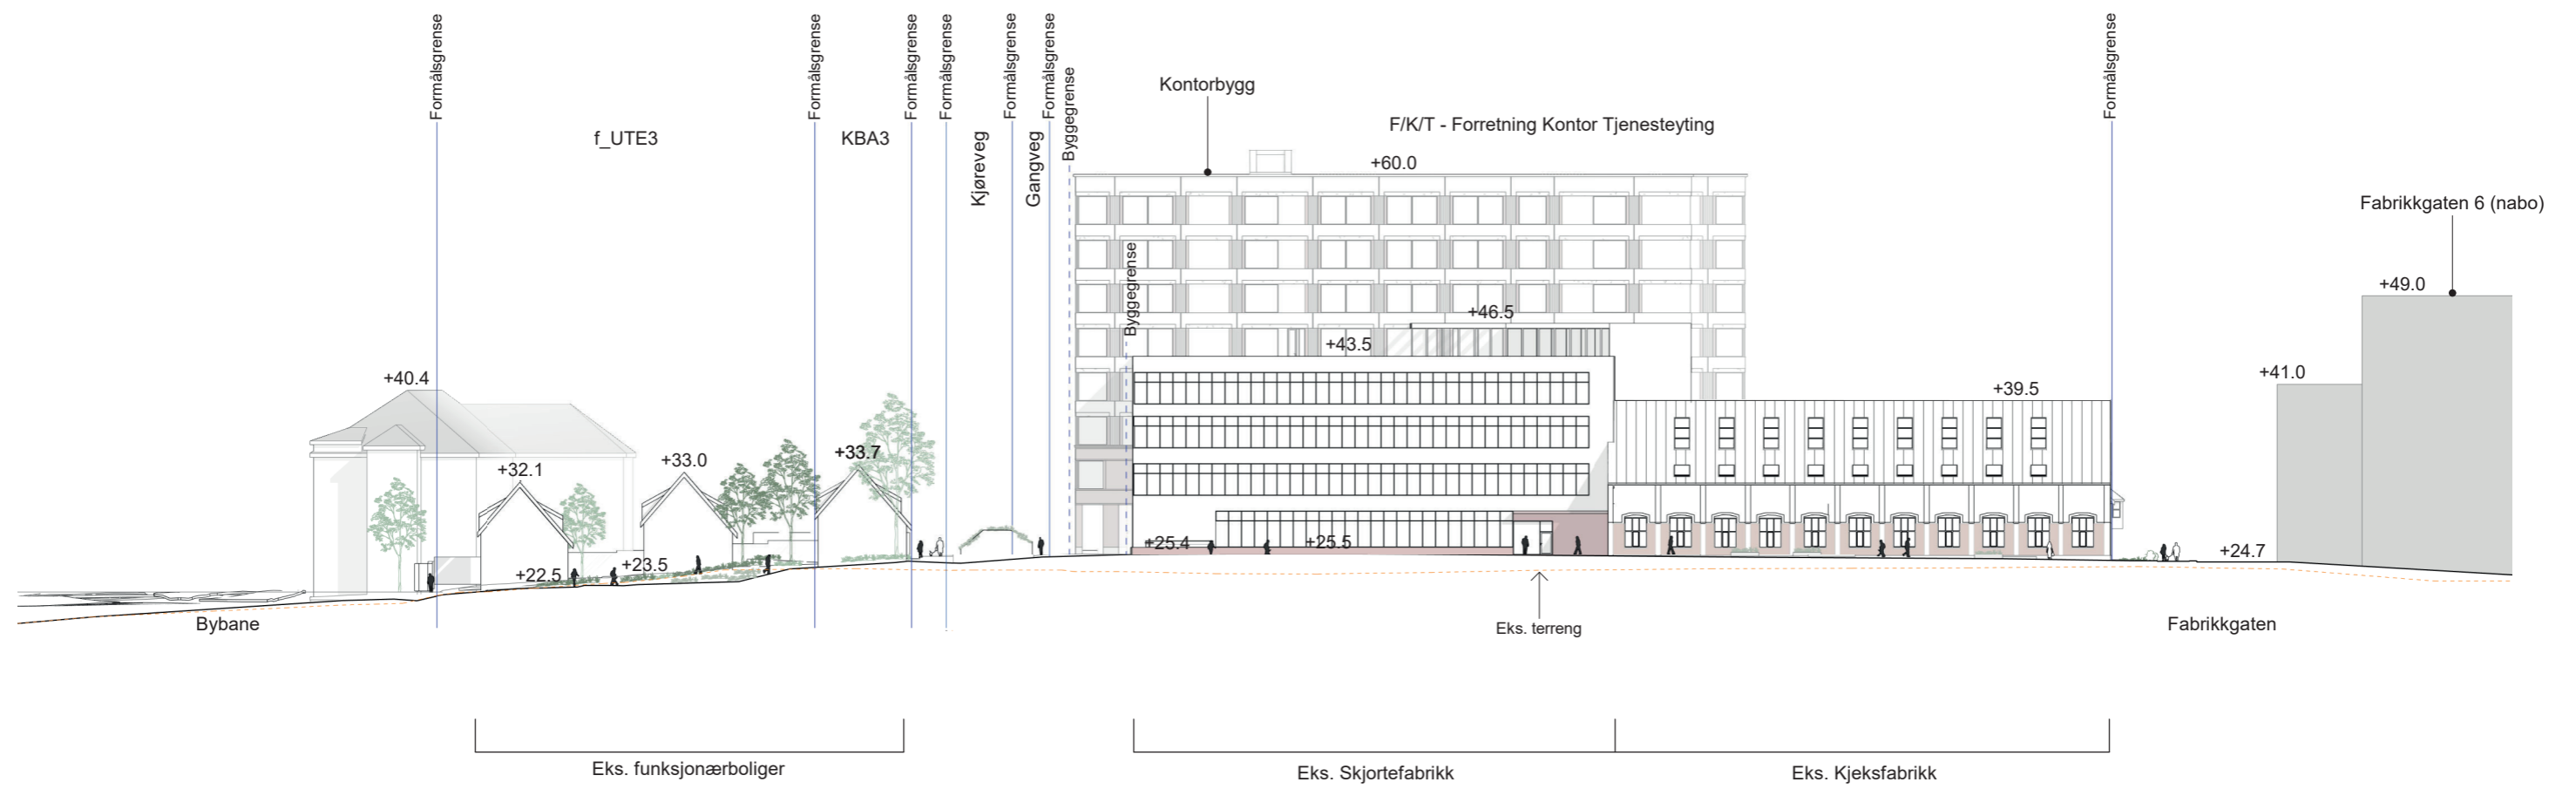 Formålsgrense
Formålsgrense
Formålsgrense
Formålsgrense
Formålsgrense
Formålsgrense
Byggegrense
Formålsgrense
Kontorbygg
f_UTE3
KBA3
Kjøreveg
Gangveg
F/K/T - Forretning Kontor Tjenesteyting
+60.0
Fabrikkgaten 6 (nabo)
Byggegrense
+49.0
+46.5
+43.5
+41.0
+40.4
+39.5
+33.7
+33.0
+32.1
+25.4
+25.5
+24.7
+23.5
+22.5
Bybane
Eks. terreng
Fabrikkgaten
Eks. funksjonærboliger
Eks. Skjortefabrikk
Eks. Kjeksfabrikk